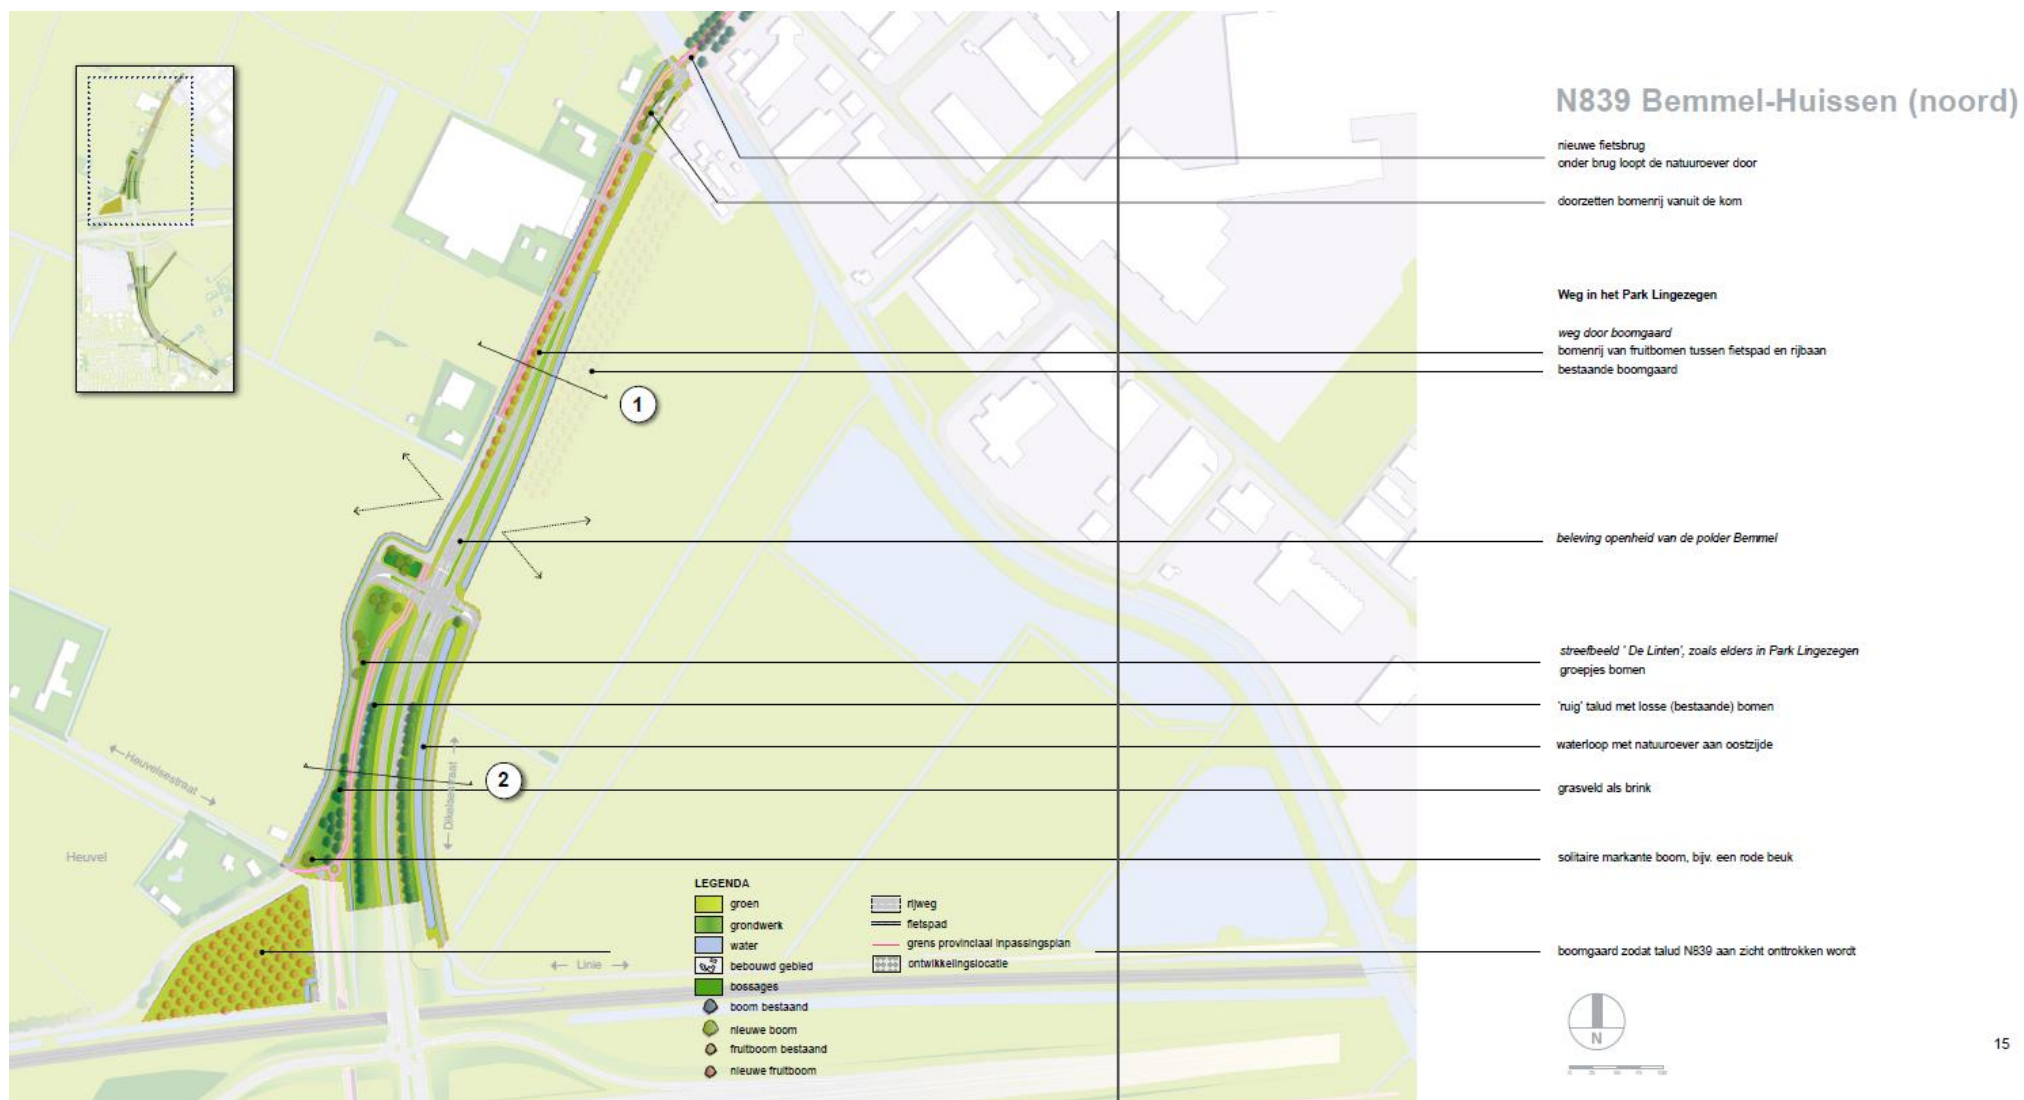 N839 Bemmel-Huissen (noord)
nieuwe fietsbrug
onder brug loopt de natuuroever door
doorzetten bomenrij vanuit de kom
Weg in het Park Lingezegen
weg door boomgaard
bomenrij van fruitbomen tussen fietspad en rijbaan
bestaande boomgaard
1
beleving openheid van de polder Bemmel
streefbeeld ' De Linten', zoals elders in Park Lingezegen
groepjes bomen
'ruig' talud met losse (bestaande) bomen
waterloop met natuuroever aan oostzijde
2
grasveld als brink
Heuvelsestraat
Dikelsestraat
Heuvel
solitaire markante boom, bijv. een rode beuk
LEGENDA
groen
grondwerk
water
bebouwd gebied
bossages
boom bestaand
nieuwe boom
fruitboom bestaand
nieuwe fruitboom
rijweg
fietspad
grens provinciaal inpassingsplan
ontwikkelingslocatie
Linie
boomgaard zodat talud N839 aan zicht onttrokken wordt
N
15